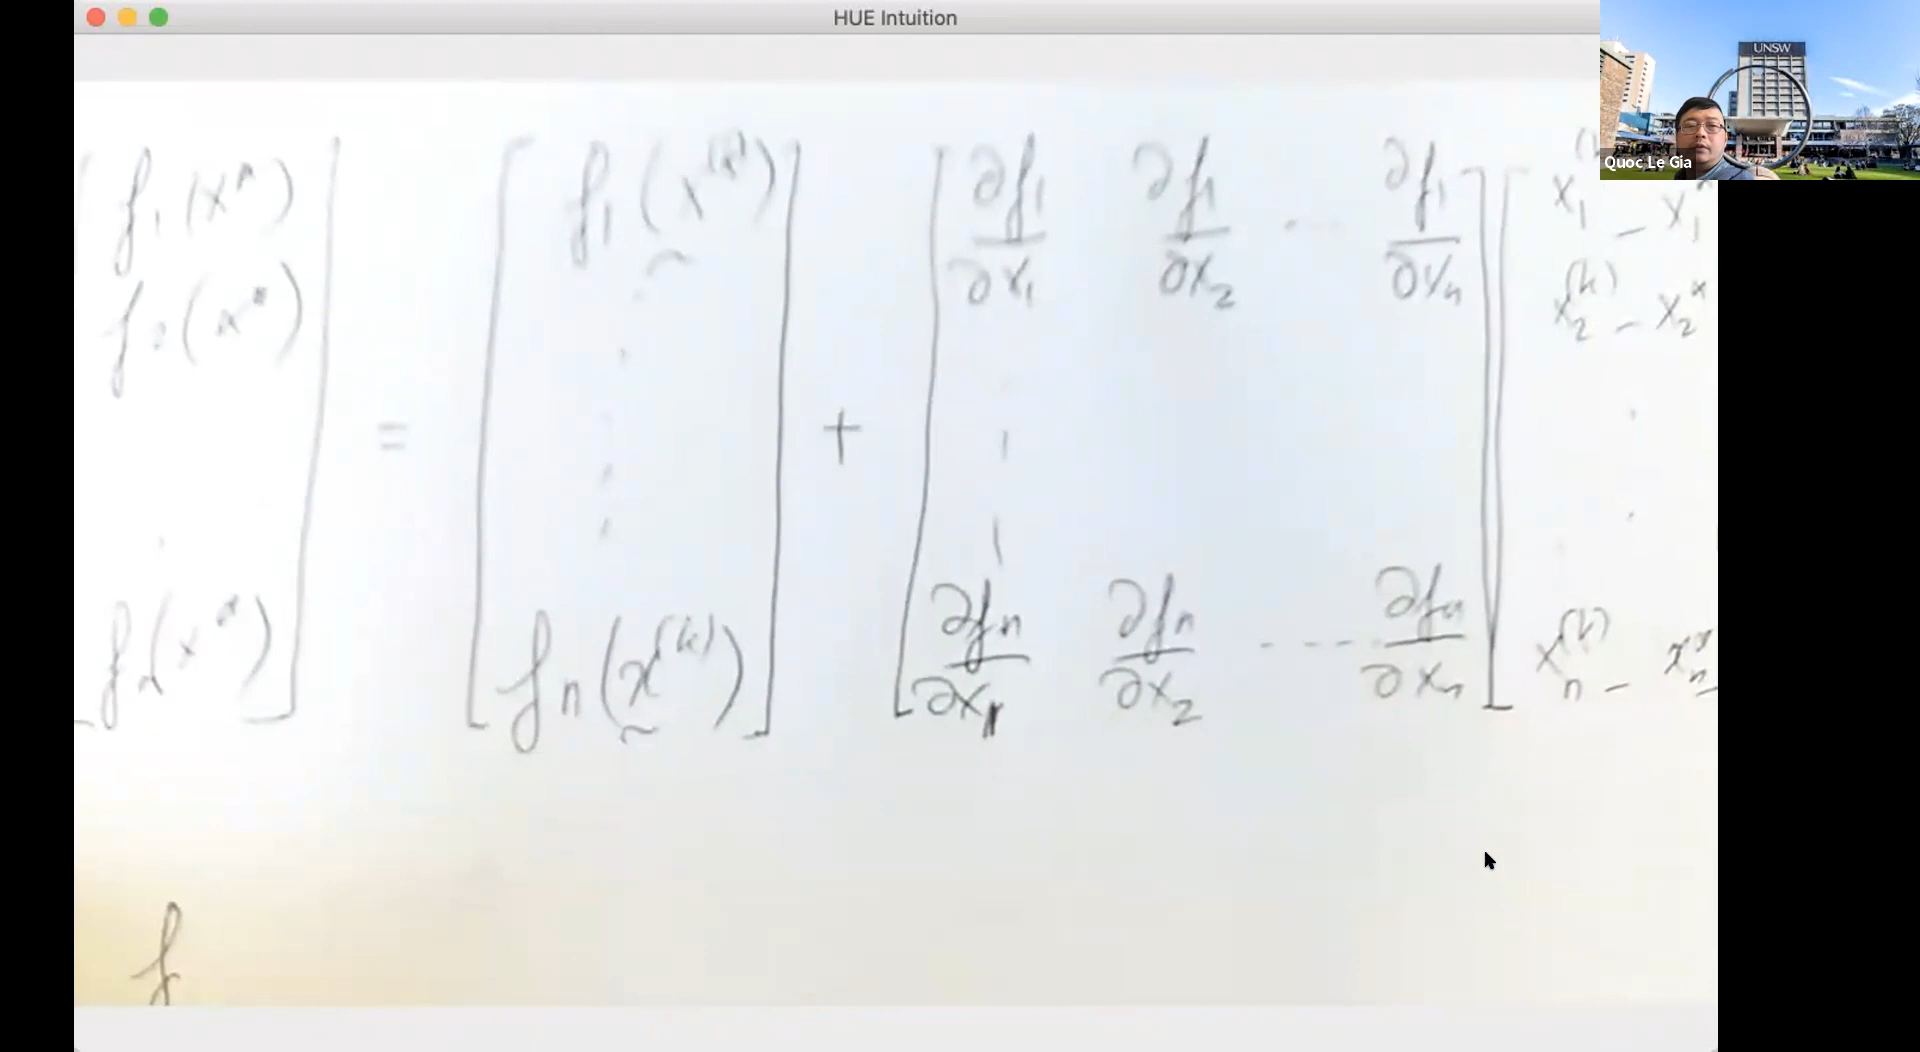 HUE Intuition
UNSW
Quoc Le Gia
f₁(x*) = f₁(x⁽ᵏ⁾) + ∂f₁/∂x₁ ∂f₁/∂x₂ ... ∂f₁/∂xₙ x₁ - x₁*
f₂(x*) x₂⁽ᵏ⁾ - x₂*
fₙ(x*) fₙ(x⁽ᵏ⁾) ∂fₙ/∂x₁ ∂fₙ/∂x₂ .... ∂fₙ/∂xₙ xₙ⁽ᵏ⁾ - xₙ*
f